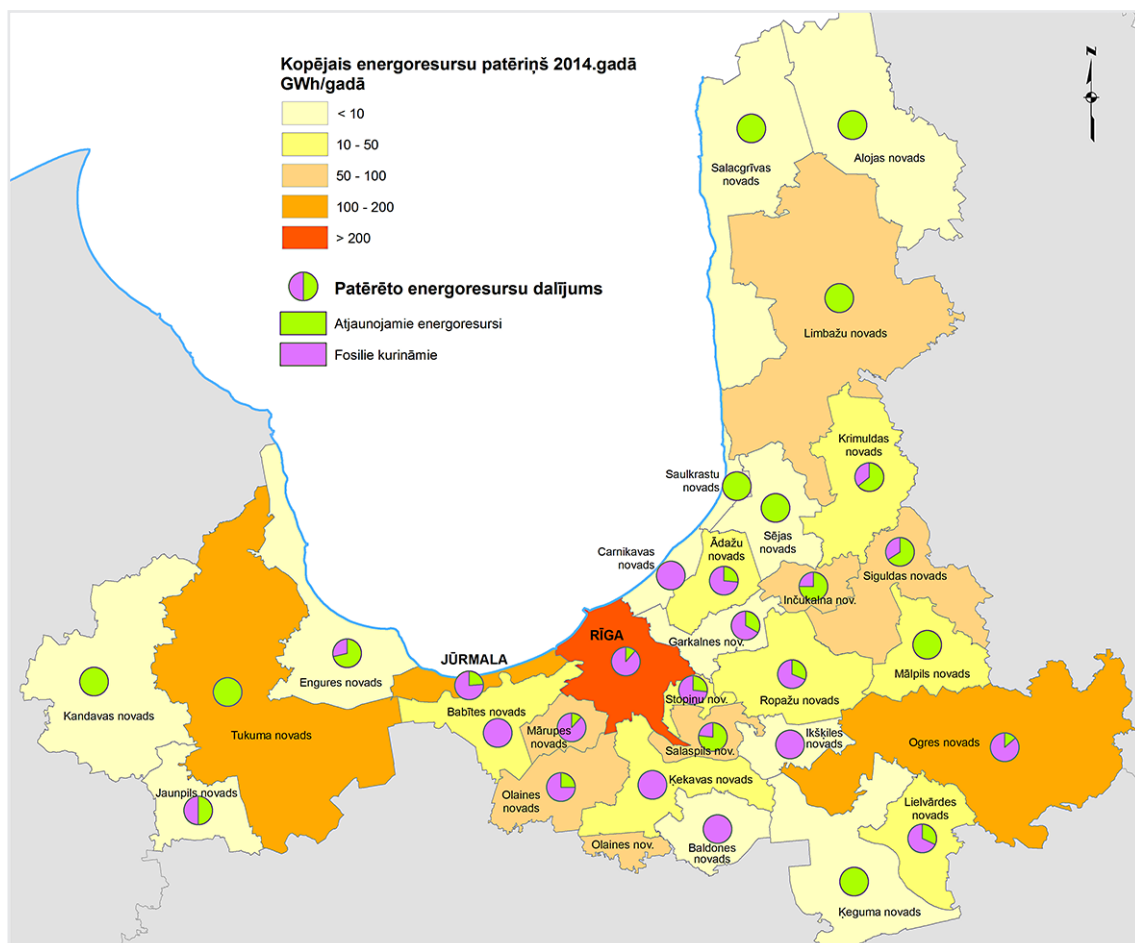 Kopējais energoresursu patēriņš 2014.gadā
GWh/gadā
< 10
10 - 50
50 - 100
100 - 200
> 200
Patērēto energoresursu dalījums
Atjaunojamie energoresursi
Fosilie kurināmie
N
Salacgrīvas
novads
Alojas novads
Limbažu novads
Krimuldas
novads
Saulkrastu
novads
Sējas
novads
Ādažu
novads
Carnikavas
novads
Siguldas novads
Inčukalna nov.
Garkalnes nov.
RĪGA
Mālpils novads
JŪRMALA
Engures novads
Kandavas novads
Tukuma novads
Stopiņu nov.
Ropažu novads
Babītes novads
Mārupes
novads
Salaspils nov.
Ikšķiles
novads
Ogres novads
Jaunpils novads
Olaines
novads
Ķekavas novads
Lielvārdes
novads
Olaines nov.
Baldones
novads
Ķeguma novads